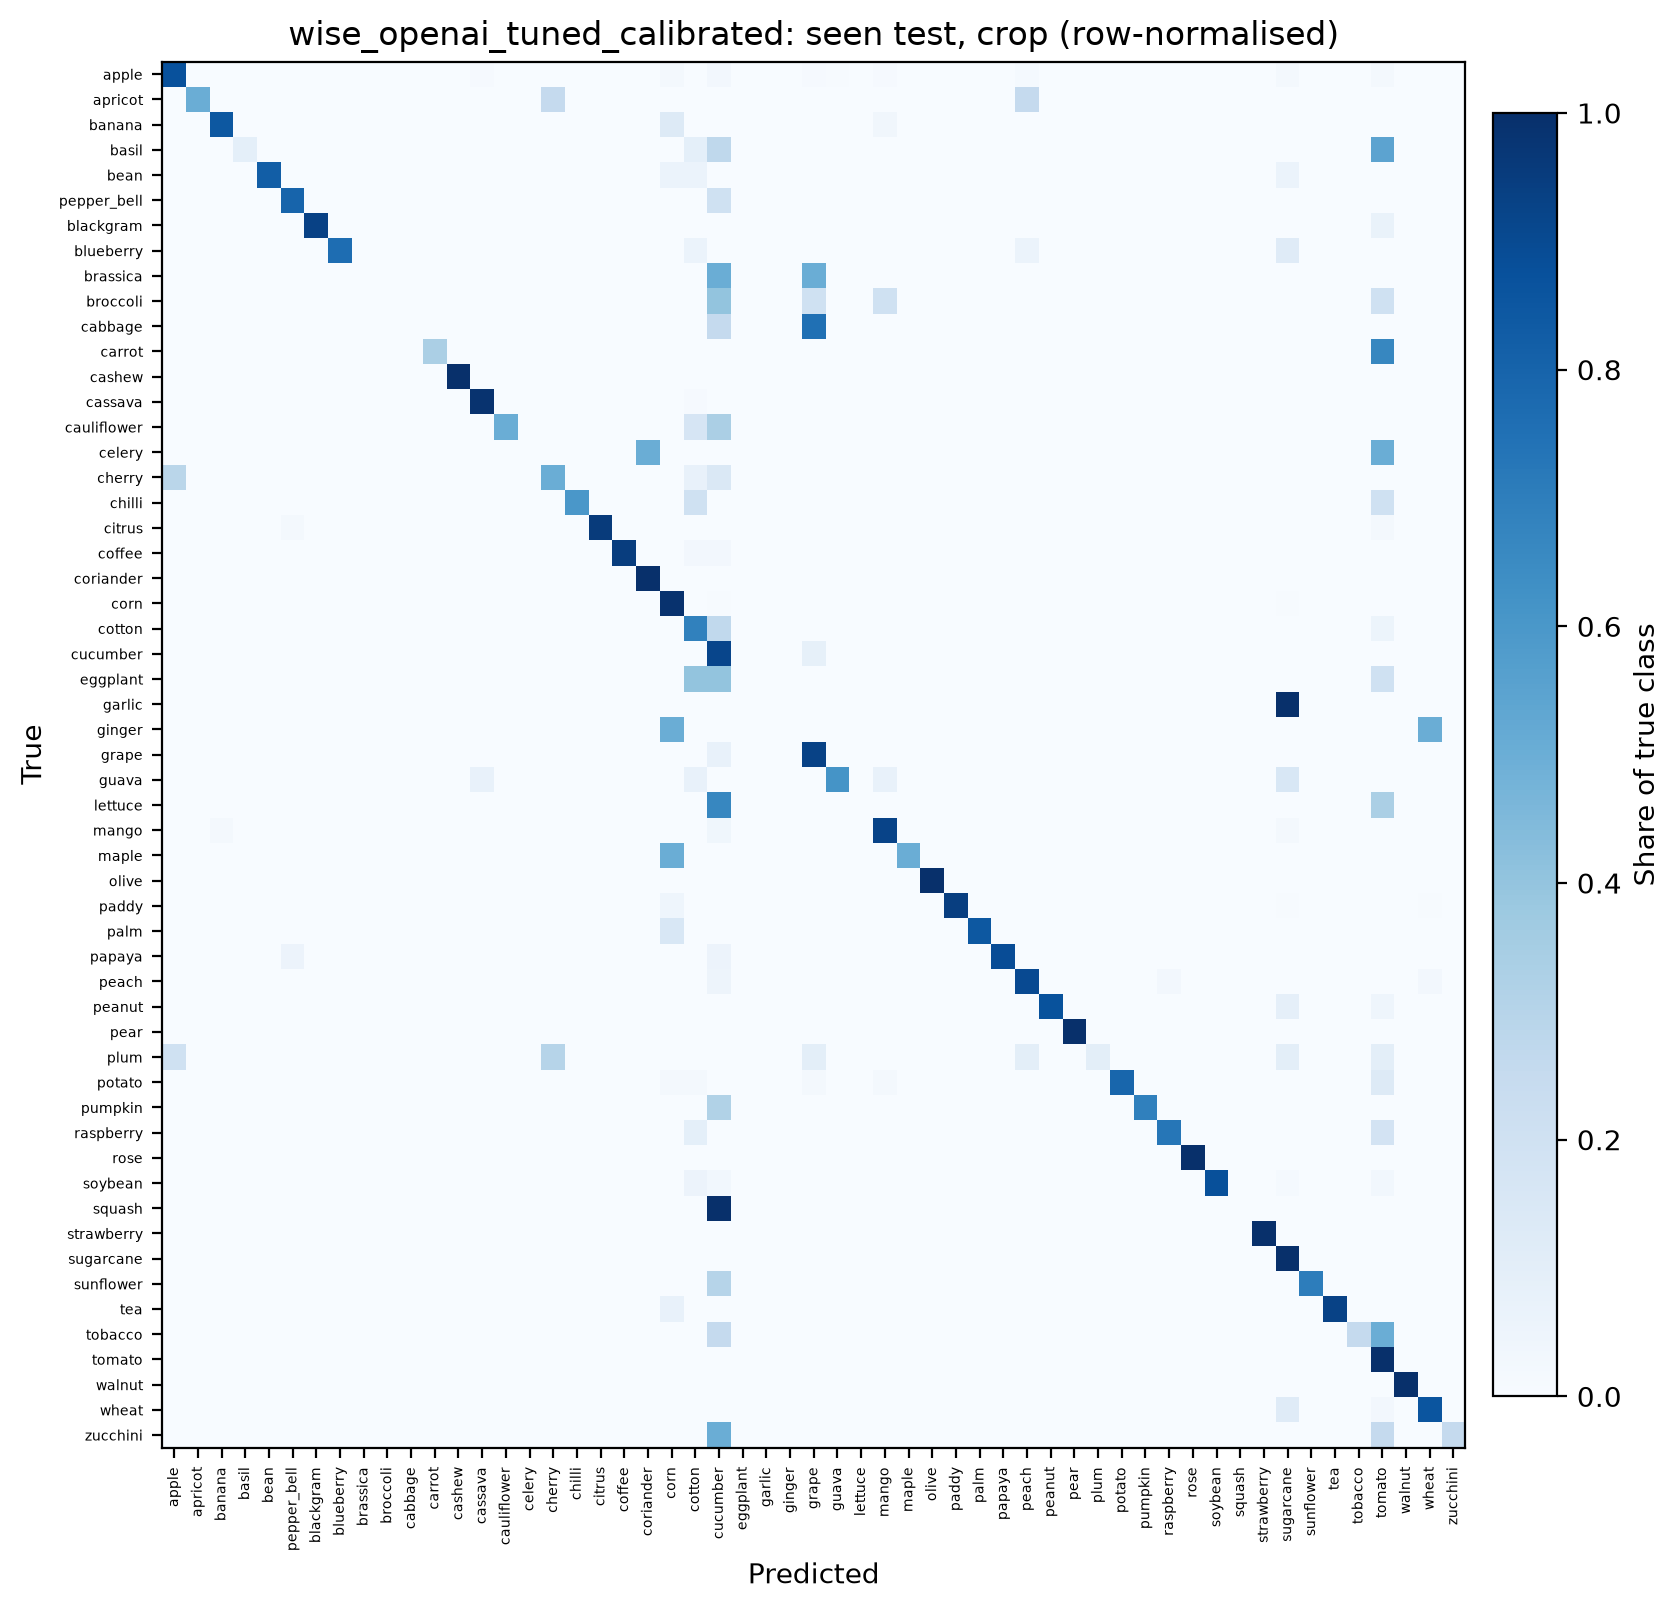 wise_openai_tuned_calibrated: seen test, crop (row-normalised)
True
apple
apricot
banana
basil
bean
pepper_bell
blackgram
blueberry
brassica
broccoli
cabbage
carrot
cashew
cassava
cauliflower
celery
cherry
chilli
citrus
coffee
coriander
corn
cotton
cucumber
eggplant
garlic
ginger
grape
guava
lettuce
mango
maple
olive
paddy
palm
papaya
peach
peanut
pear
plum
potato
pumpkin
raspberry
rose
soybean
squash
strawberry
sugarcane
sunflower
tea
tobacco
tomato
walnut
wheat
zucchini
apple
apricot
banana
basil
bean
pepper_bell
blackgram
blueberry
brassica
broccoli
cabbage
carrot
cashew
cassava
cauliflower
celery
cherry
chilli
citrus
coffee
coriander
corn
cotton
cucumber
eggplant
garlic
ginger
grape
guava
lettuce
mango
maple
olive
paddy
palm
papaya
peach
peanut
pear
plum
potato
pumpkin
raspberry
rose
soybean
squash
strawberry
sugarcane
sunflower
tea
tobacco
tomato
walnut
wheat
zucchini
Predicted
1.0
0.8
0.6
0.4
0.2
0.0
Share of true class